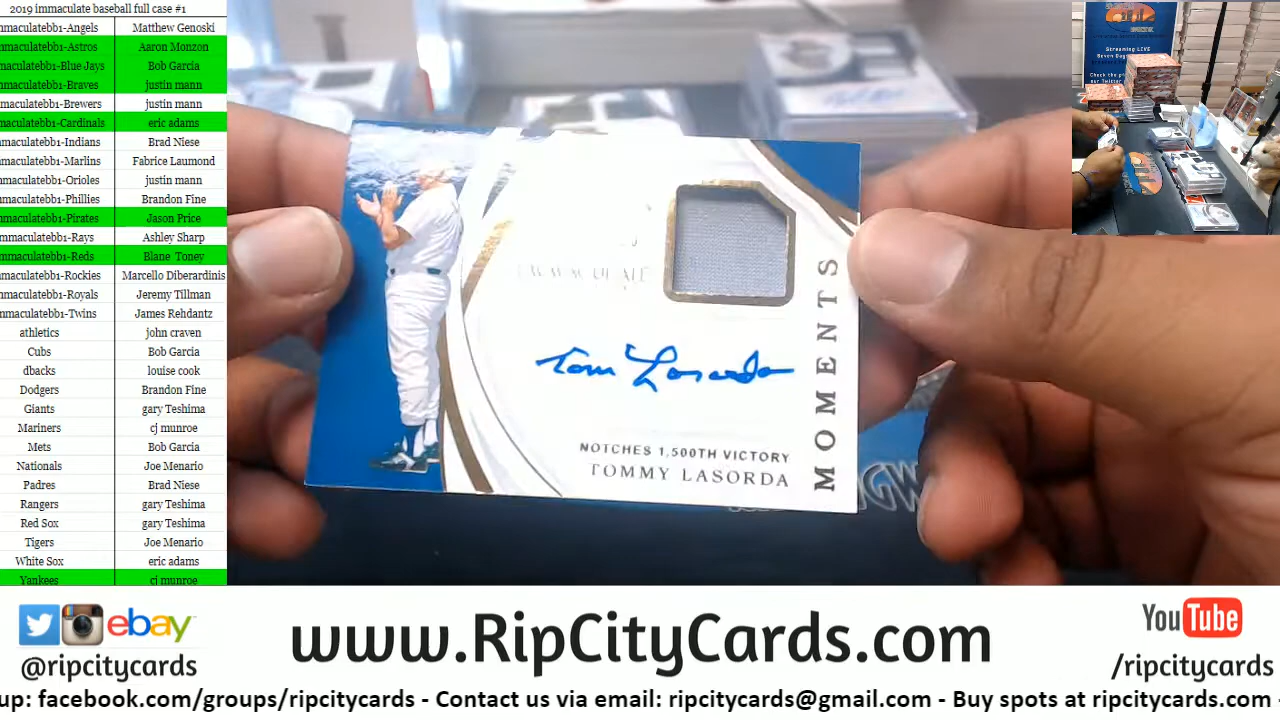 2019 immaculate baseball full case #1
mmaculatebb1-Angels Matthew Genoski
mmaculatebb1-Astros Aaron Monzon
mmaculatebb1-Blue Jays Bob Garcia
mmaculatebb1-Braves justin mann
mmaculatebb1-Brewers justin mann
mmaculatebb1-Cardinals eric adams
mmaculatebb1-Indians Brad Niese
mmaculatebb1-Marlins Fabrice Laumond
mmaculatebb1-Orioles justin mann
mmaculatebb1-Phillies Brandon Fine
mmaculatebb1-Pirates Jason Price
mmaculatebb1-Rays Ashley Sharp
mmaculatebb1-Reds Blane Toney
mmaculatebb1-Rockies Marcello Diberardinis
mmaculatebb1-Royals Jeremy Tillman
mmaculatebb1-Twins James Rehdantz
athletics john craven
Cubs Bob Garcia
dbacks louise cook
Dodgers Brandon Fine
Giants gary Teshima
Mariners cj munroe
Mets Bob Garcia
Nationals Joe Menario
Padres Brad Niese
Rangers gary Teshima
Red Sox gary Teshima
Tigers Joe Menario
White Sox eric adams
Yankees cj munroe
Streaming LIVE
IMMACULATE
Tom Lasorda
NOTCHES 1,500TH VICTORY
TOMMY LASORDA
MOMENTS
ebay
@ripcitycards
www.RipCityCards.com
YouTube
/ripcitycards
up: facebook.com/groups/ripcitycards - Contact us via email: ripcitycards@gmail.com - Buy spots at ripcitycards.com -